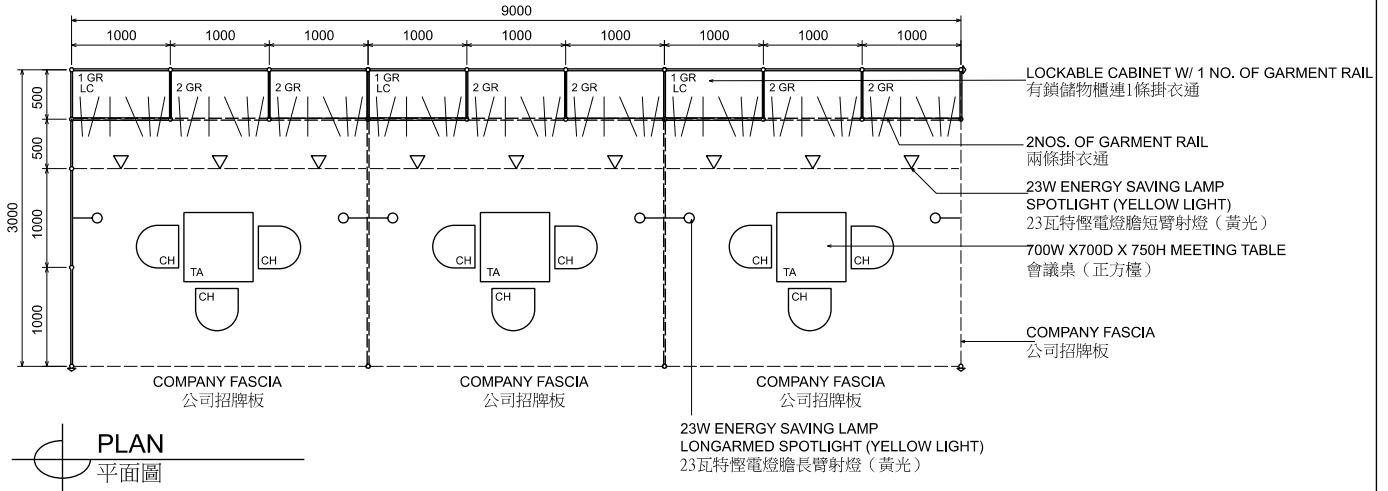 9000
1000 1000 1000 1000 1000 1000 1000 1000 1000
3000
500
500
1000
1000
1 GR
LC
2 GR
2 GR
1 GR
LC
2 GR
2 GR
1 GR
LC
2 GR
2 GR
LOCKABLE CABINET W/ 1 NO. OF GARMENT RAIL
有鎖儲物櫃連1條掛衣通
2NOS. OF GARMENT RAIL
兩條掛衣通
23W ENERGY SAVING LAMP
SPOTLIGHT (YELLOW LIGHT)
23瓦特慳電燈膽短臂射燈（黃光）
700W X700D X 750H MEETING TABLE
會議桌（正方檯）
COMPANY FASCIA
公司招牌板
CH
TA
CH
CH
CH
TA
CH
CH
CH
TA
CH
CH
COMPANY FASCIA
公司招牌板
COMPANY FASCIA
公司招牌板
COMPANY FASCIA
公司招牌板
23W ENERGY SAVING LAMP
LONGARMED SPOTLIGHT (YELLOW LIGHT)
23瓦特慳電燈膽長臂射燈（黃光）
PLAN
平面圖